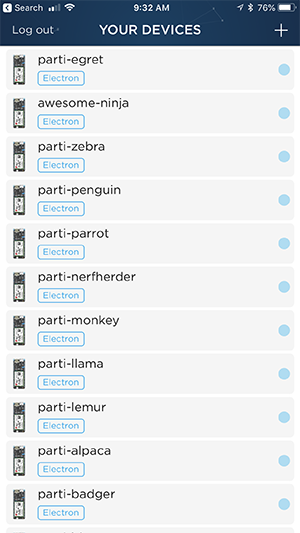 Search 9:32 AM 76%
Log out YOUR DEVICES +
parti-egret
Electron
awesome-ninja
Electron
parti-zebra
Electron
parti-penguin
Electron
parti-parrot
Electron
parti-nerfherder
Electron
parti-monkey
Electron
parti-llama
Electron
parti-lemur
Electron
parti-alpaca
Electron
parti-badger
Electron